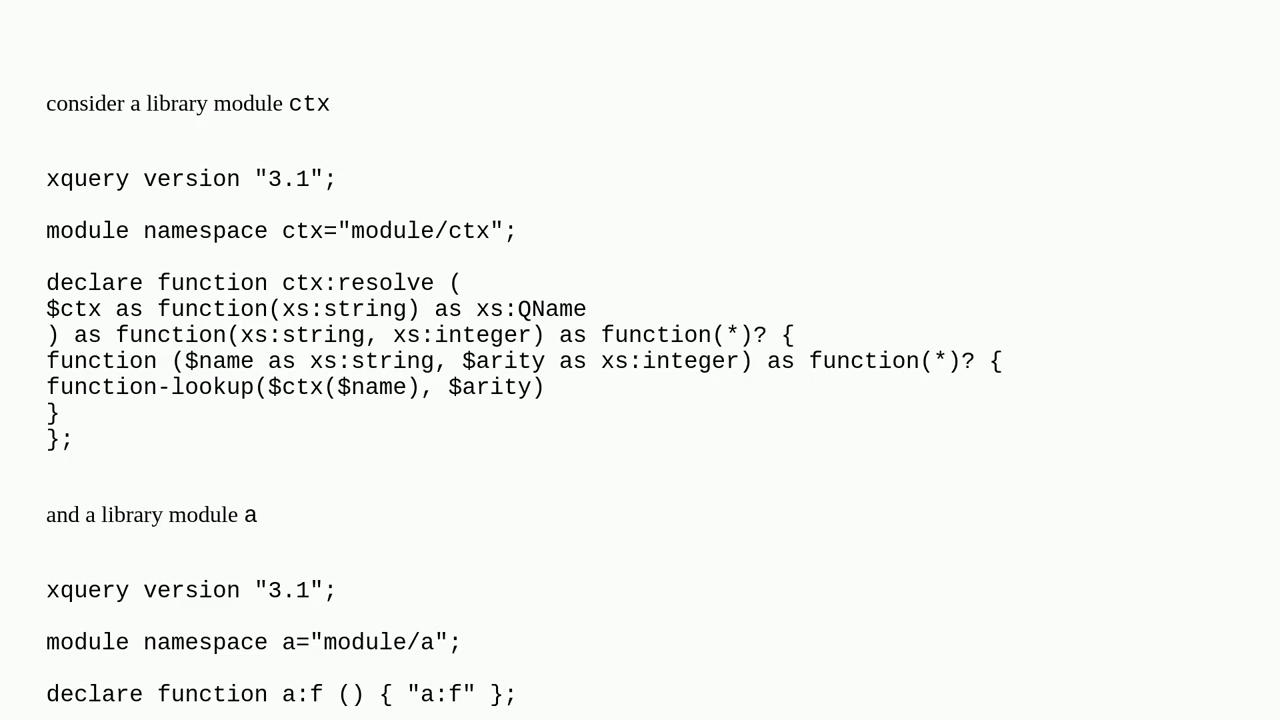 consider a library module ctx
xquery version "3.1";
module namespace ctx="module/ctx";
declare function ctx:resolve (
$ctx as function(xs:string) as xs:QName
) as function(xs:string, xs:integer) as function(*)? {
function ($name as xs:string, $arity as xs:integer) as function(*)? {
function-lookup($ctx($name), $arity)
}
};
and a library module a
xquery version "3.1";
module namespace a="module/a";
declare function a:f () { "a:f" };